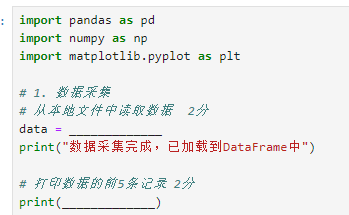 :
import pandas as pd
import numpy as np
import matplotlib.pyplot as plt
# 1. 数据采集
# 从本地文件中读取数据  2分
data = _____________
print("数据采集完成，已加载到DataFrame中")
# 打印数据的前5条记录 2分
print(_____________)